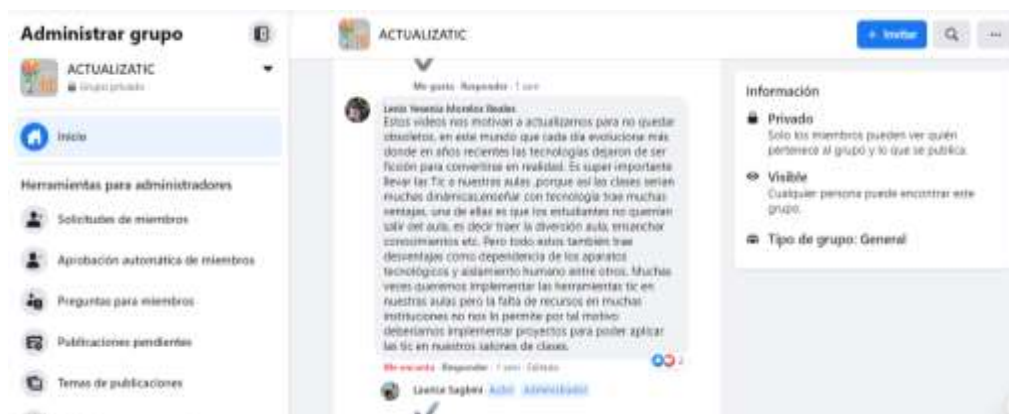 Administrar grupo
ACTUALIZATIC
Grupo privado
Inicio
Herramientas para administradores
Solicitudes de miembros
Aprobación automática de miembros
Preguntas para miembros
Publicaciones pendientes
Temas de publicaciones
ACTUALIZATIC
+ Invitar
Me gusta · Responder · 1 sem
Estos videos nos motivan a actualizarnos para no quedar
obsoletos, en este mundo que cada día evoluciona más
donde en años recientes las tecnologías dejaron de ser
ficción para convertirse en realidad. Es super importante
llevar las Tic a nuestras aulas ,porque así las clases serían
muchas dinámicas,enseñar con tecnología trae muchas
ventajas, una de ellas es que los estudiantes no querrían
salir del aula, es decir traer la diversión aula, ensanchar
conocimientos etc. Pero todo estos también trae
desventajas como dependencia de los aparatos
tecnológicos y aislamiento humano entre otros. Muchas
veces queremos implementar las herramientas tic en
nuestras aulas pero la falta de recursos en muchas
instituciones no nos lo permite por tal motivo
deberíamos implementar proyectos para poder aplicar
las tic en nuestros salones de clases.
Me encanta · Responder · 1 sem · Editado
2
Autor Administrador
Información
Privado
Solo los miembros pueden ver quién
pertenece al grupo y lo que se publica.
Visible
Cualquier persona puede encontrar este
grupo.
Tipo de grupo: General